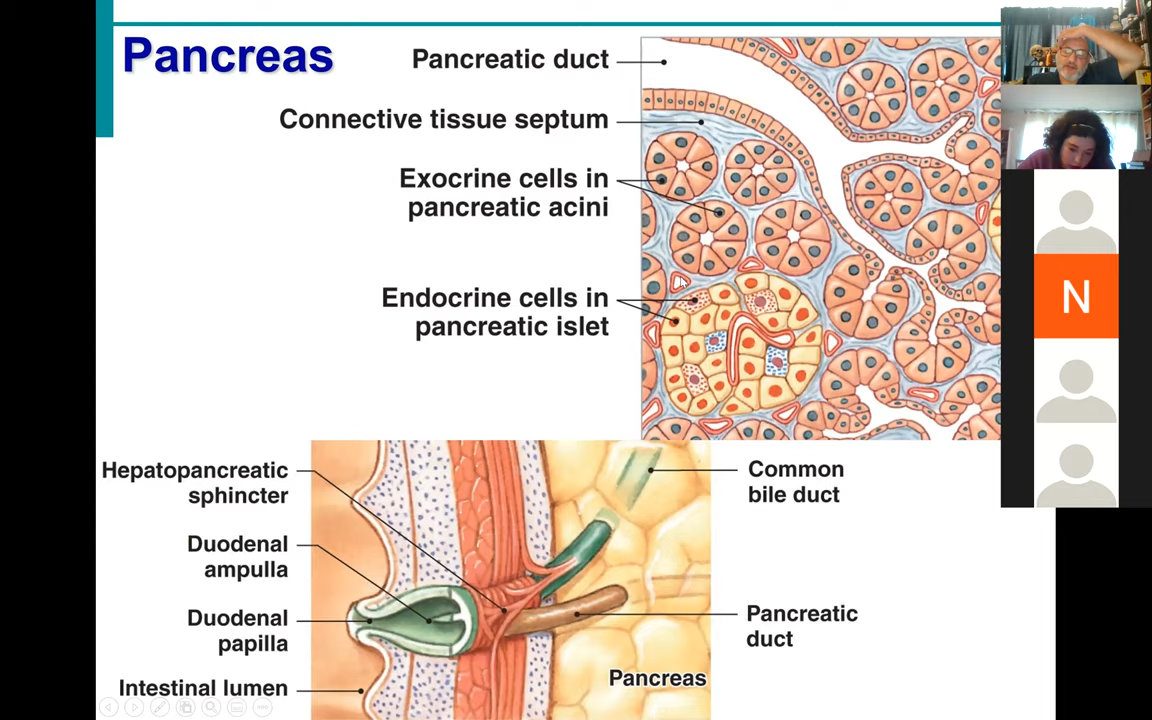 Pancreas
Pancreatic duct
Connective tissue septum
Exocrine cells in
pancreatic acini
Endocrine cells in
pancreatic islet
Hepatopancreatic
sphincter
Duodenal
ampulla
Duodenal
papilla
Intestinal lumen
Common
bile duct
Pancreatic
duct
Pancreas
N